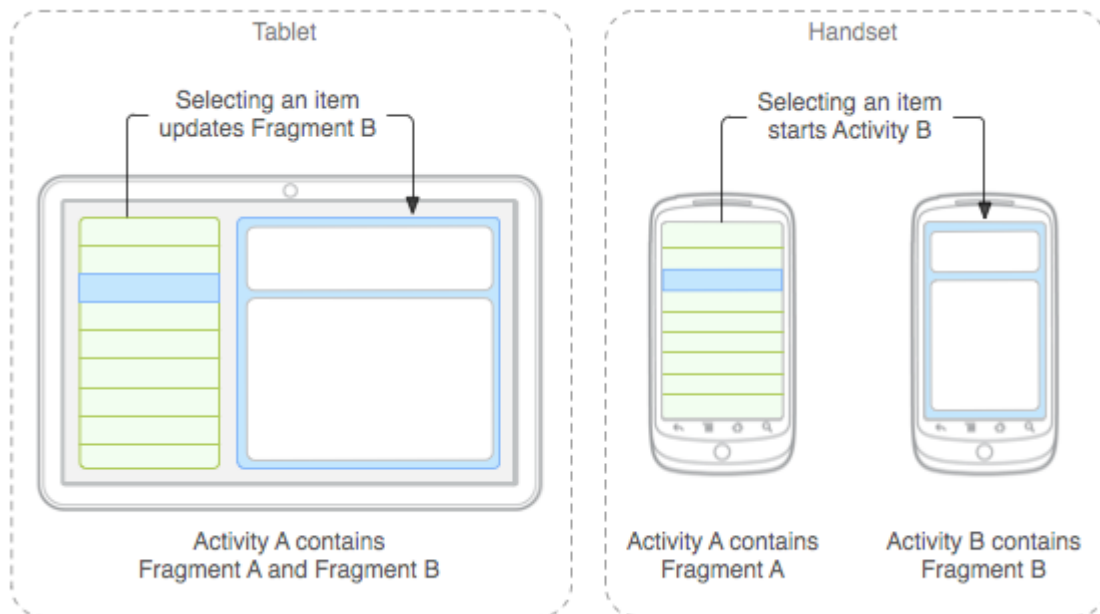 Tablet
Selecting an item
updates Fragment B
Activity A contains
Fragment A and Fragment B
Handset
Selecting an item
starts Activity B
Activity A contains
Fragment A
Activity B contains
Fragment B